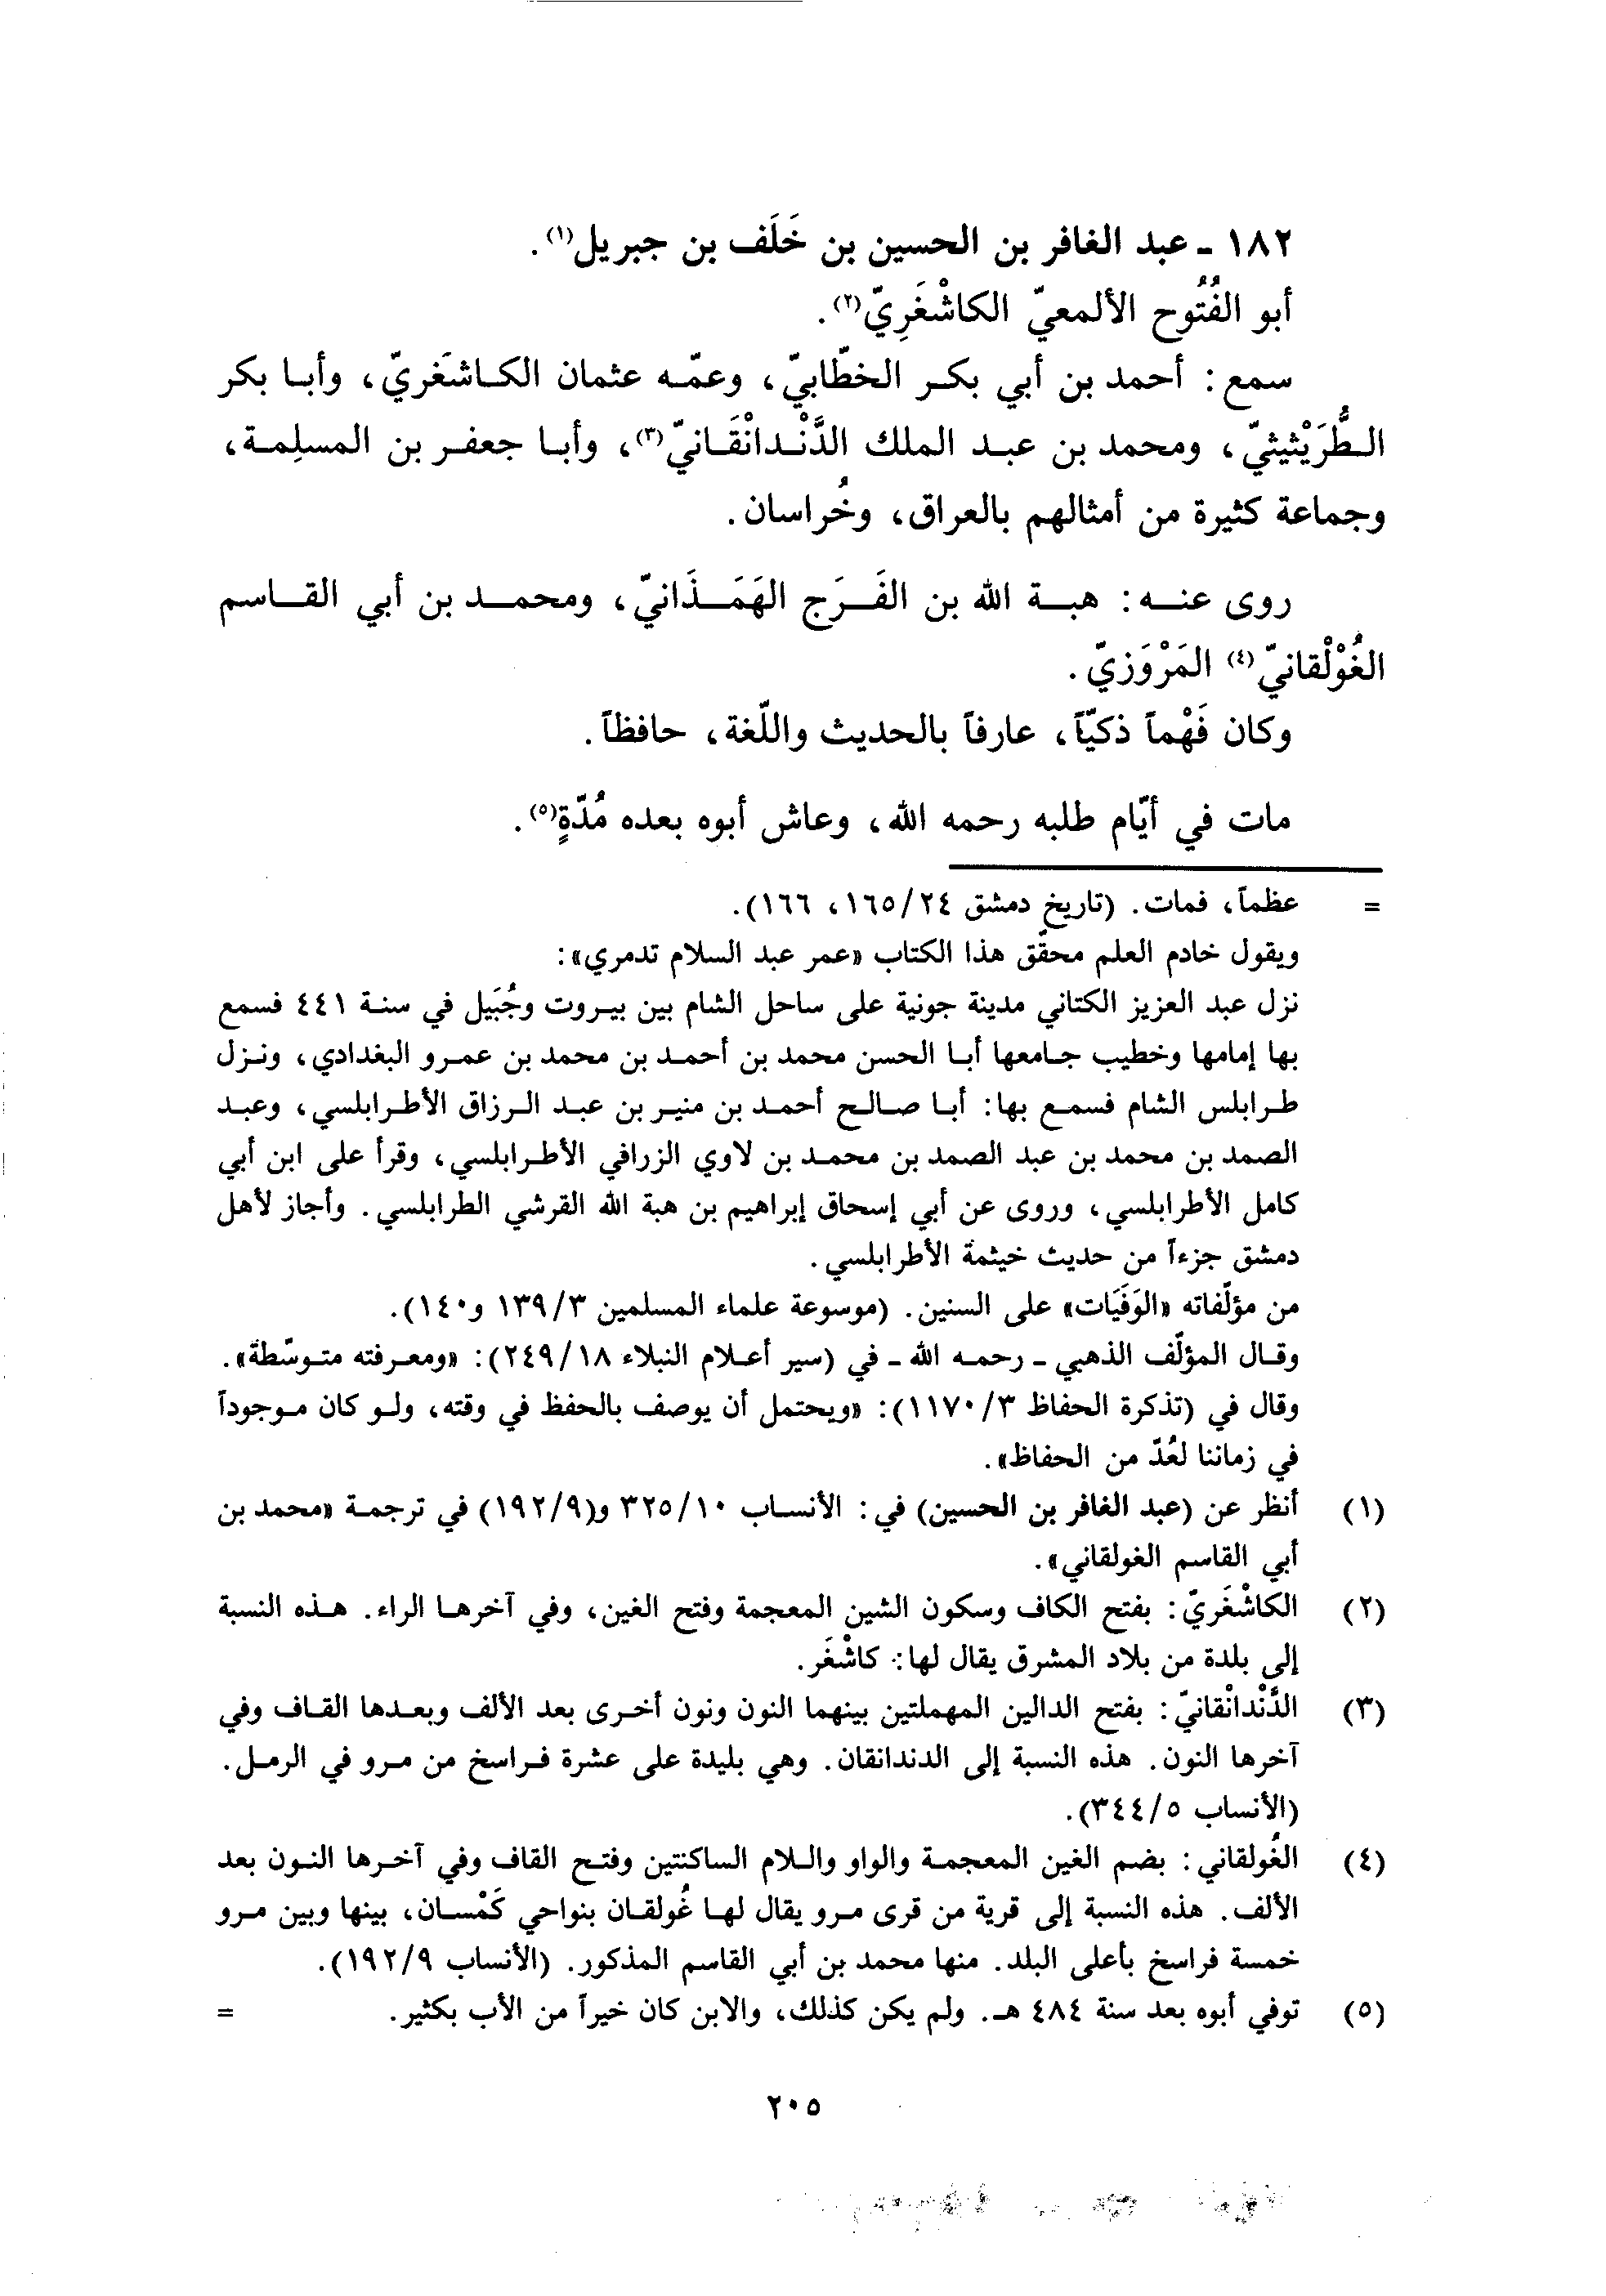 ١٨٢ ـ عبد الغافر بن الحسين بن خَلَف بن جبريل(١).
أبو الفُتُوح الألمعيّ الكاشْغَرِيّ(٢).
سمع: أحمد بن أبي بكر الخطّابيّ، وعمّه عثمان الكاشَغريّ، وأبا بكر
الطُّرَيْثيثيّ، ومحمد بن عبد الملك الدَّنْدانْقَانيّ(٣)، وأبا جعفر بن المسلِمة،
وجماعة كثيرة من أمثالهم بالعراق، وخُراسان.
روى عنه: هبة الله بن الفَرَج الهَمَذَانيّ، ومحمد بن أبي القاسم
الغُوْلْقانيّ(٤) المَرْوَزيّ.
وكان فَهْماً ذكيّاً، عارفاً بالحديث واللّغة، حافظاً.
مات في أيّام طلبه رحمه الله، وعاش أبوه بعده مُدّةٍ(٥).
= عظماً، فمات. (تاريخ دمشق ١٦٥/٢٤، ١٦٦).
ويقول خادم العلم محقّق هذا الكتاب «عمر عبد السلام تدمري»:
نزل عبد العزيز الكتاني مدينة جونية على ساحل الشام بين بيروت وجُبَيل في سنة ٤٤١ فسمع
بها إمامها وخطيب جامعها أبا الحسن محمد بن أحمد بن محمد بن عمرو البغدادي، ونزل
طرابلس الشام فسمع بها: أبا صالح أحمد بن منير بن عبد الرزاق الأطرابلسي، وعبد
الصمد بن محمد بن عبد الصمد بن محمد بن لاوي الزرافي الأطرابلسي، وقرأ على ابن أبي
كامل الأطرابلسي، وروى عن أبي إسحاق إبراهيم بن هبة الله القرشي الطرابلسي. وأجاز لأهل
دمشق جزءاً من حديث خيثمة الأطرابلسي.
من مؤلّفاته «الوَفَيَات» على السنين. (موسوعة علماء المسلمين ١٣٩/٣ و١٤٠).
وقال المؤلّف الذهبي ـ رحمه الله ـ في (سير أعلام النبلاء ٢٤٩/١٨): «ومعرفته متوسّطة».
وقال في (تذكرة الحفاظ ١١٧٠/٣): «ويحتمل أن يوصف بالحفظ في وقته، ولو كان موجوداً
في زماننا لعُدّ من الحفاظ».
(١) أنظر عن (عبد الغافر بن الحسين) في: الأنساب ٣٢٥/١٠ و(١٩٢/٩) في ترجمة «محمد بن
أبي القاسم الغولقاني».
(٢) الكاشْغَريّ: بفتح الكاف وسكون الشين المعجمة وفتح الغين، وفي آخرها الراء. هذه النسبة
إلى بلدة من بلاد المشرق يقال لها: كاشْغَر.
(٣) الدَّنْدانْقانيّ: بفتح الدالين المهملتين بينهما النون ونون أخرى بعد الألف وبعدها القاف وفي
آخرها النون. هذه النسبة إلى الدندانقان. وهي بليدة على عشرة فراسخ من مرو في الرمل.
(الأنساب ٣٤٤/٥).
(٤) الغُولقاني: بضم الغين المعجمة والواو واللام الساكنتين وفتح القاف وفي آخرها النون بعد
الألف. هذه النسبة إلى قرية من قرى مرو يقال لها غُولقان بنواحي كَمْسان، بينها وبين مرو
خمسة فراسخ بأعلى البلد. منها محمد بن أبي القاسم المذكور. (الأنساب ١٩٢/٩).
(٥) توفي أبوه بعد سنة ٤٨٤ هـ. ولم يكن كذلك، والابن كان خيراً من الأب بكثير. =
٢٠٥